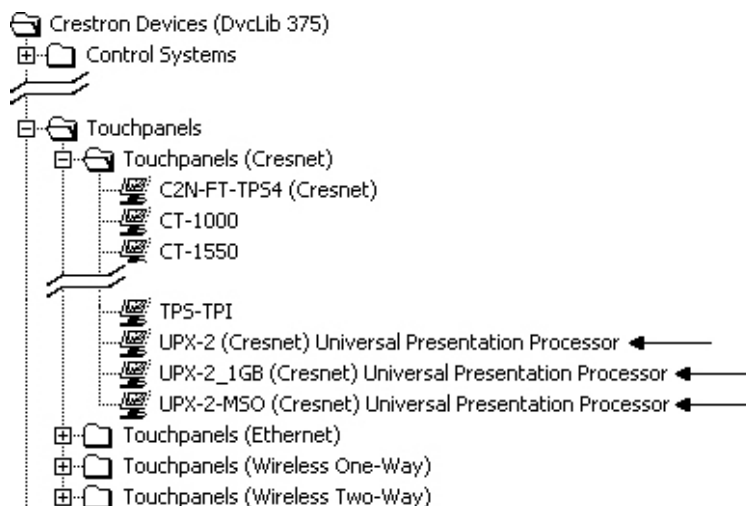 Crestron Devices (DvcLib 375)
Control Systems
Touchpanels
Touchpanels (Cresnet)
C2N-FT-TPS4 (Cresnet)
CT-1000
CT-1550
TPS-TPI
UPX-2 (Cresnet) Universal Presentation Processor
UPX-2_1GB (Cresnet) Universal Presentation Processor
UPX-2-MSO (Cresnet) Universal Presentation Processor
Touchpanels (Ethernet)
Touchpanels (Wireless One-Way)
Touchpanels (Wireless Two-Way)